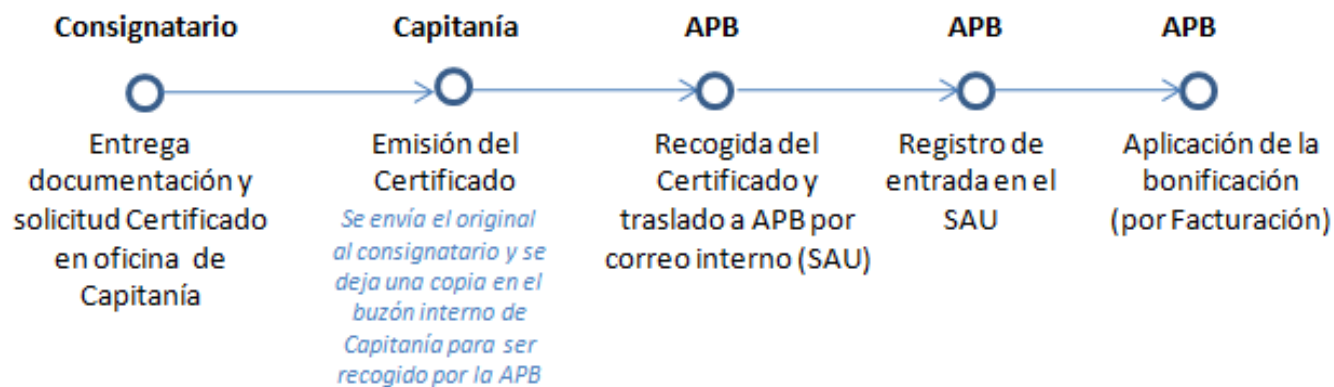 Consignatario
Entrega
documentación y
solicitud Certificado
en oficina de
Capitanía
Capitanía
Emisión del
Certificado
Se envía el original
al consignatario y se
deja una copia en el
buzón interno de
Capitanía para ser
recogido por la APB
APB
Recogida del
Certificado y
traslado a APB por
correo interno (SAU)
APB
Registro de
entrada en el
SAU
APB
Aplicación de la
bonificación
(por Facturación)